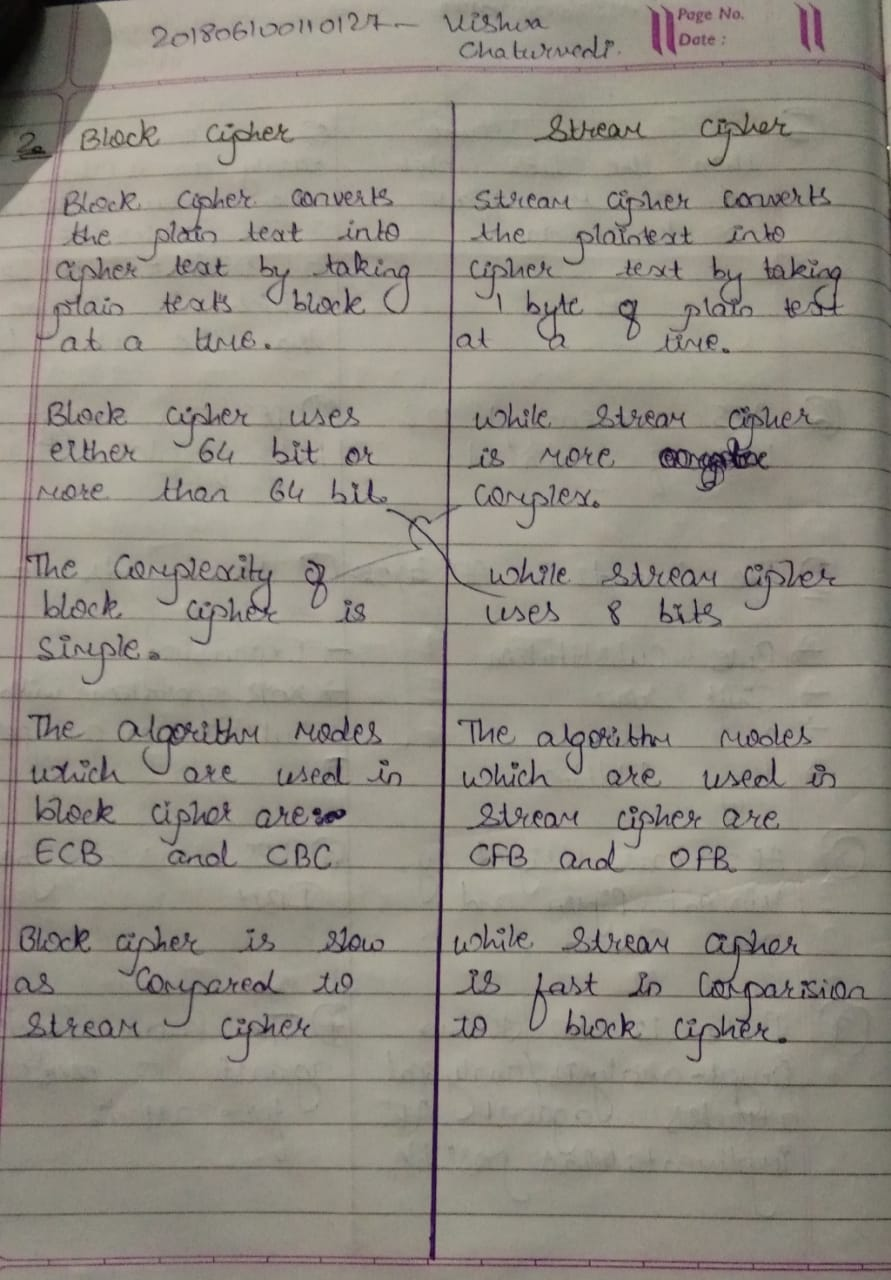 201806100110127 - Vishwa
Chaturvedi.
Page No.
Date :
2. Block Cipher
Block cipher converts
the plain text into
cipher text by taking
plain texts block
at a time.
Block cipher uses
either 64 bit or
more than 64 bit.
The Complexity of
block cipher is
simple.
The algorithm modes
which are used in
block cipher are
ECB and CBC
Block cipher is slow
as compared to
stream cipher
Stream Cipher
Stream cipher converts
the plaintext into
cipher text by taking
1 byte of plain text
at a time.
while stream cipher
is more
complex.
while stream cipher
uses 8 bits
The algorithm modes
which are used in
stream cipher are
CFB and OFB
while stream cipher
is fast in comparision
to block cipher.